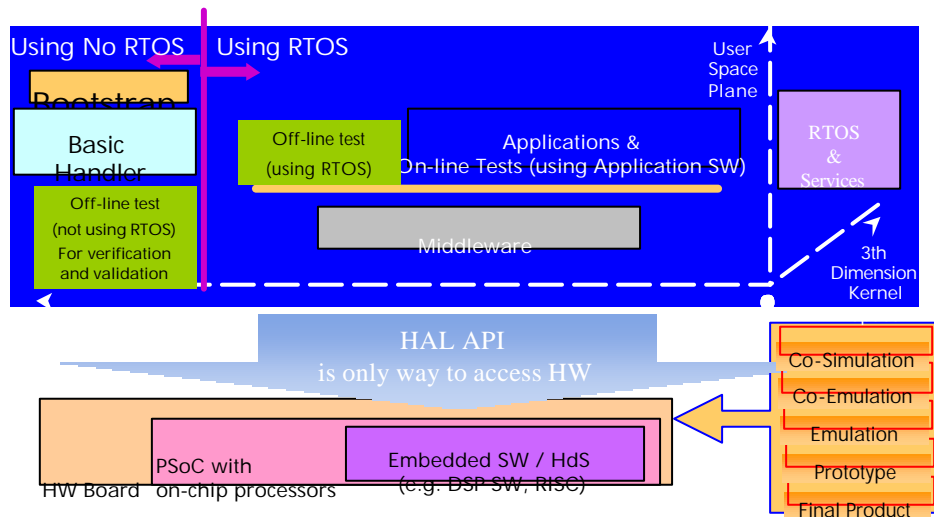 Using No RTOS
Using RTOS
Bootstrap
Basic
Handler
Off-line test
(not using RTOS)
For verification
and validation
Off-line test
(using RTOS)
Applications &
On-line Tests (using Application SW)
Middleware
User
Space
Plane
RTOS
&
Services
3th
Dimension
Kernel
HAL API
is only way to access HW
HW Board
PSoC with
on-chip processors
Embedded SW / HdS
(e.g. DSP SW, RISC)
Co-Simulation
Co-Emulation
Emulation
Prototype
Final Product